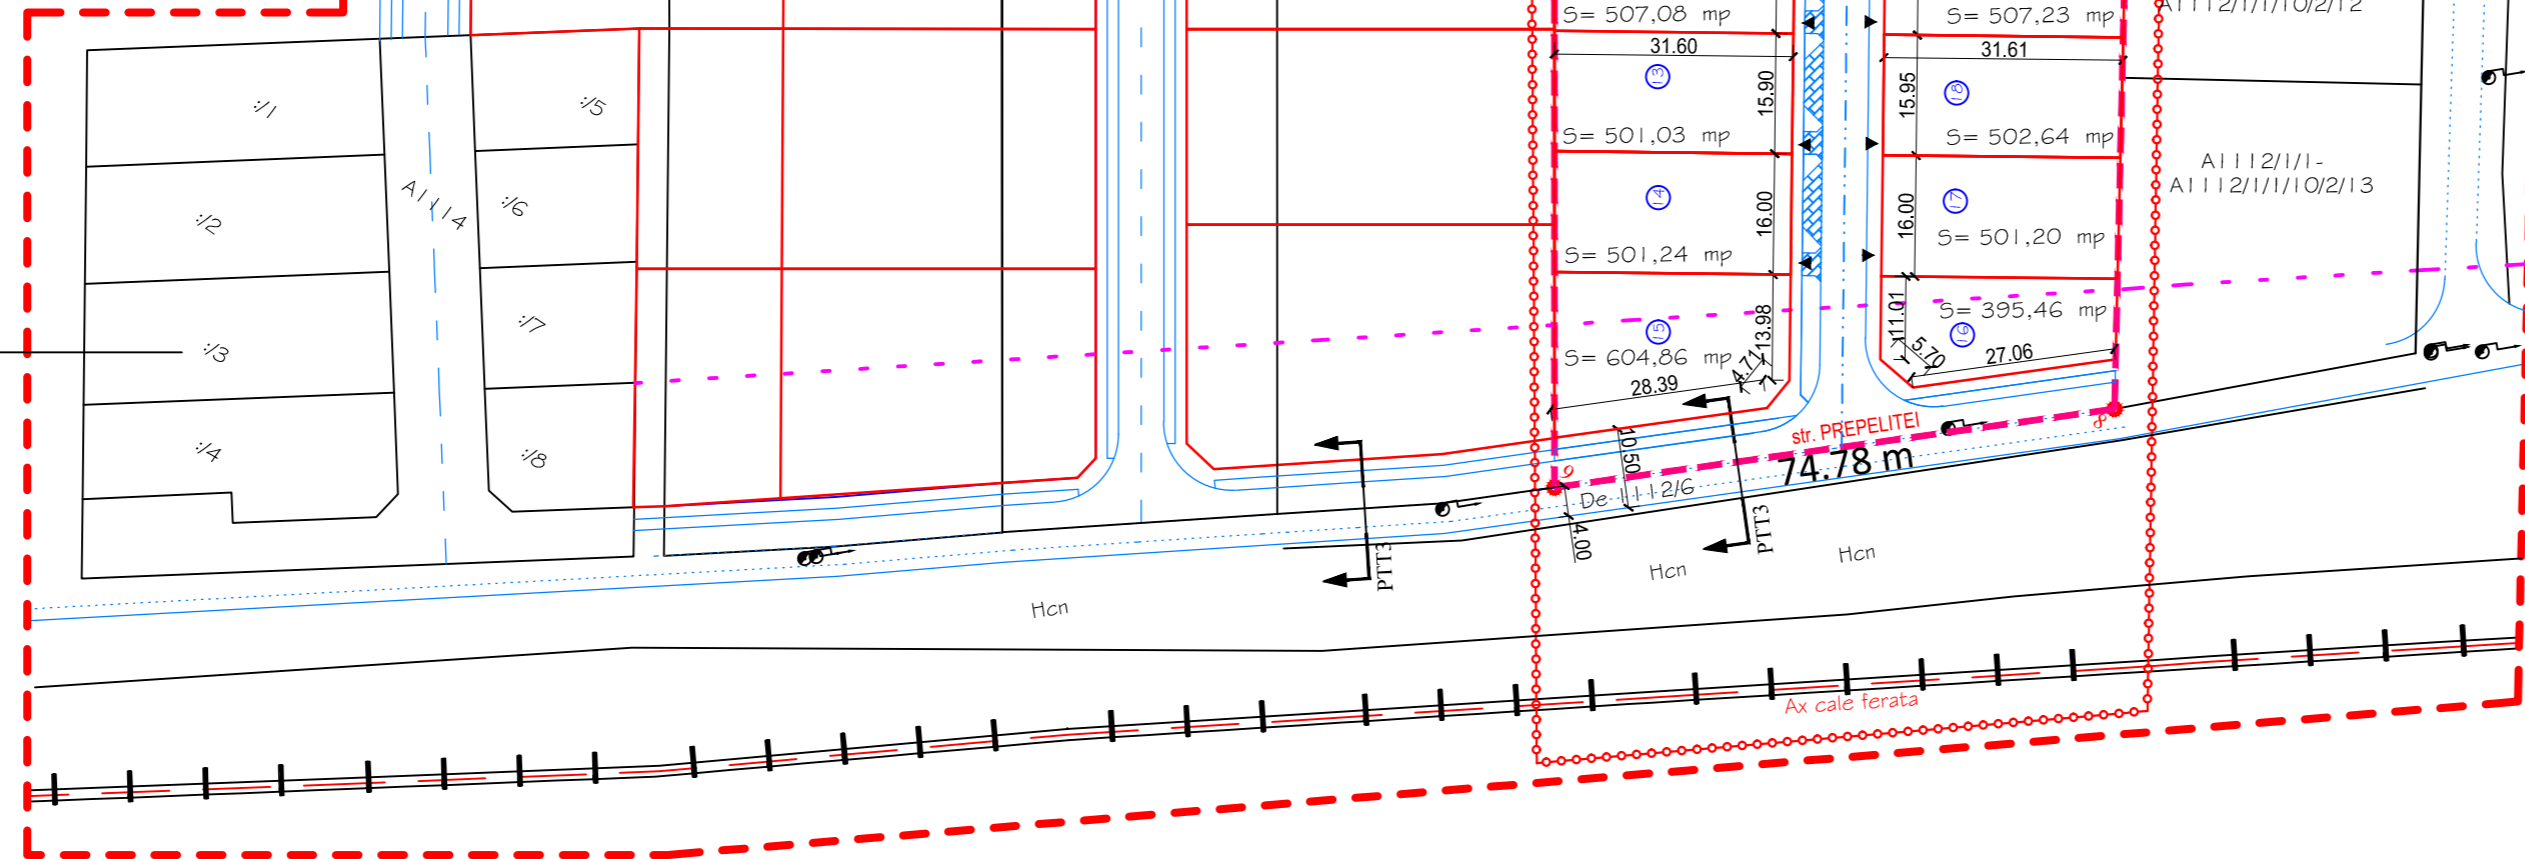 S= 507,08 mp
31.60
13
15.90
S= 501,03 mp
14
16.00
S= 501,24 mp
15
13.98
S= 604,86 mp
4.71
28.39
S= 507,23 mp
31.61
15.95
18
S= 502,64 mp
17
16.00
S= 501,20 mp
11.01
S= 395,46 mp
16
5.70
27.06
A1112/1/1/10/2/12
A1112/1/1-
A1112/1/1/10/2/13
:/1
:/2
:/3
:/4
A1114
:/5
:/6
:/7
:/8
str. PREPELITEI
74.78 m
8
9
10.50
De 1112/6
4.00
PTT3
PTT3
Hcn
Hcn
Hcn
Ax cale ferata